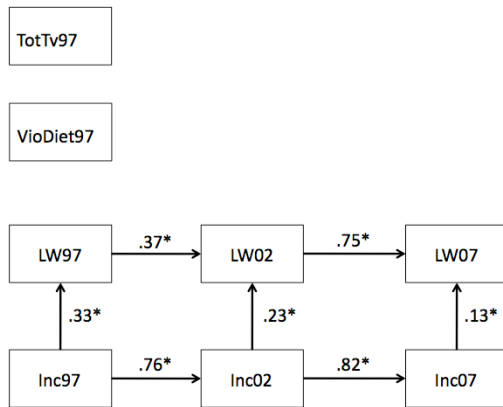 TotTv97
VioDiet97
LW97
.37*
LW02
.75*
LW07
.33*
.23*
.13*
Inc97
.76*
Inc02
.82*
Inc07